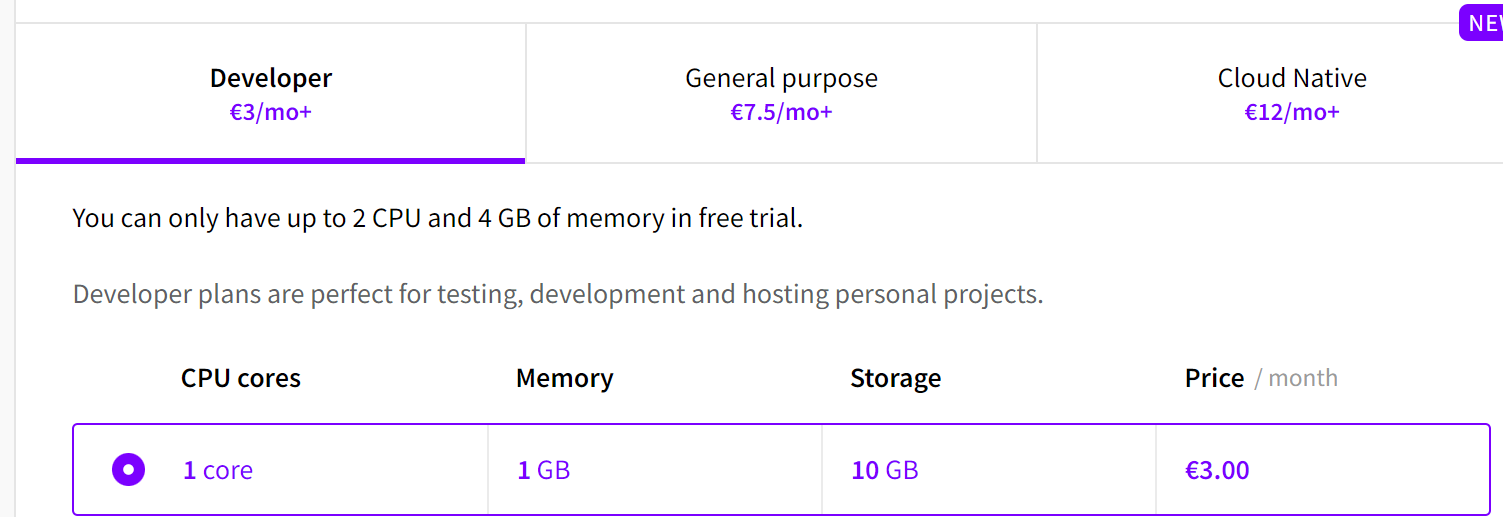 NEW
Developer
€3/mo+
General purpose
€7.5/mo+
Cloud Native
€12/mo+
You can only have up to 2 CPU and 4 GB of memory in free trial.
Developer plans are perfect for testing, development and hosting personal projects.
CPU cores Memory Storage Price / month
1 core 1 GB 10 GB €3.00